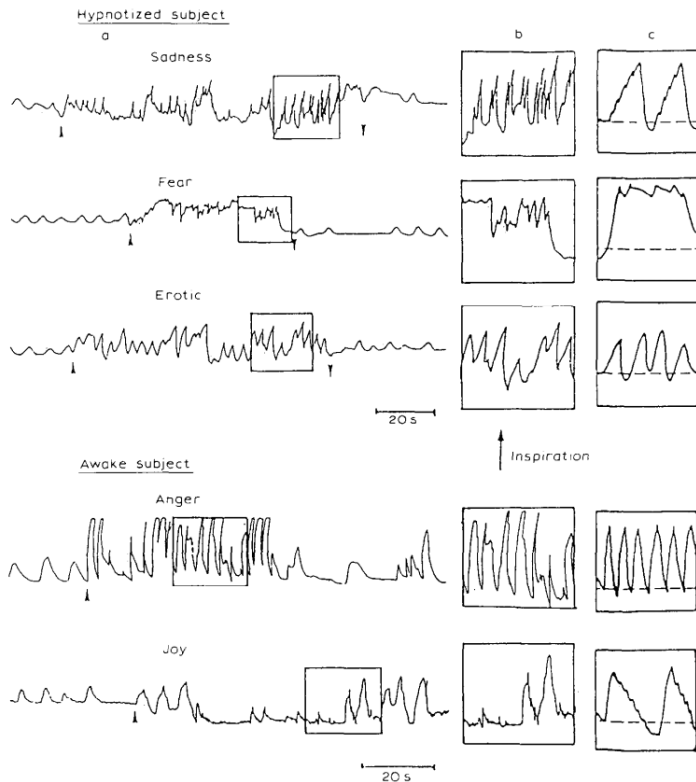 Hypnotized subject
a b c
Sadness
Fear
Erotic
20 s
Inspiration
Awake subject
Anger
Joy
20 s